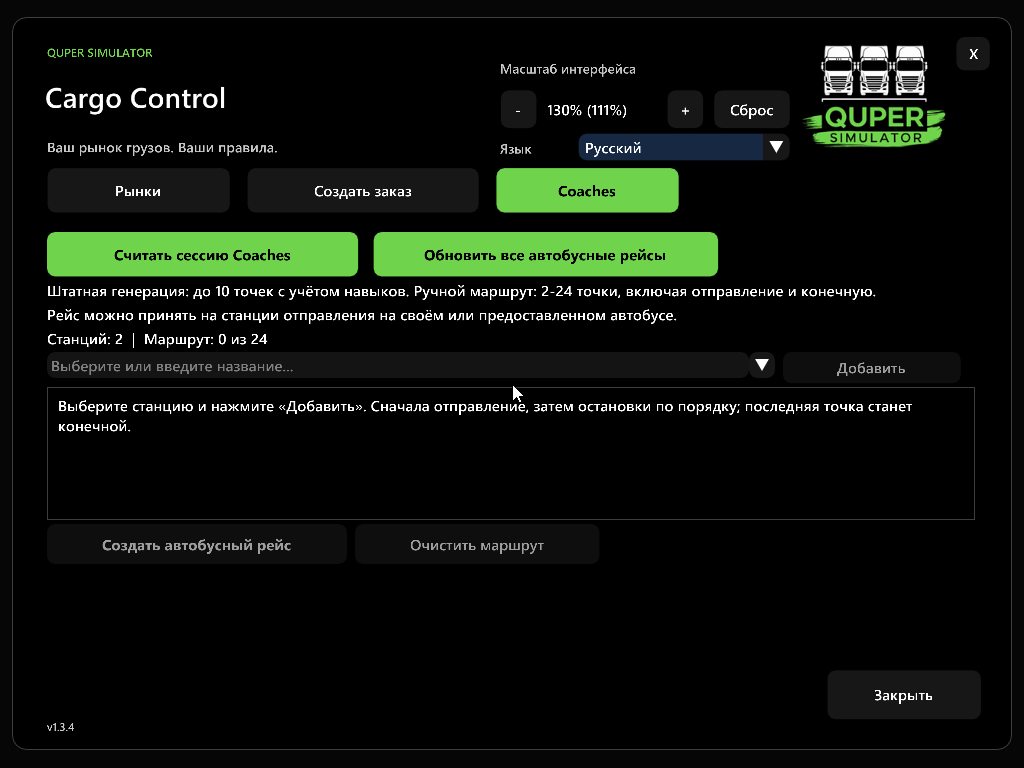 QUPER SIMULATOR
Cargo Control
Ваш рынок грузов. Ваши правила.
Масштаб интерфейса
- 130% (111%) + Сброс
Язык Русский
QUPER
SIMULATOR
X
Рынки Создать заказ Coaches
Считать сессию Coaches Обновить все автобусные рейсы
Штатная генерация: до 10 точек с учётом навыков. Ручной маршрут: 2-24 точки, включая отправление и конечную.
Рейс можно принять на станции отправления на своём или предоставленном автобусе.
Станций: 2 | Маршрут: 0 из 24
Выберите или введите название... Добавить
Выберите станцию и нажмите «Добавить». Сначала отправление, затем остановки по порядку; последняя точка станет
конечной.
Создать автобусный рейс Очистить маршрут
Закрыть
v1.3.4